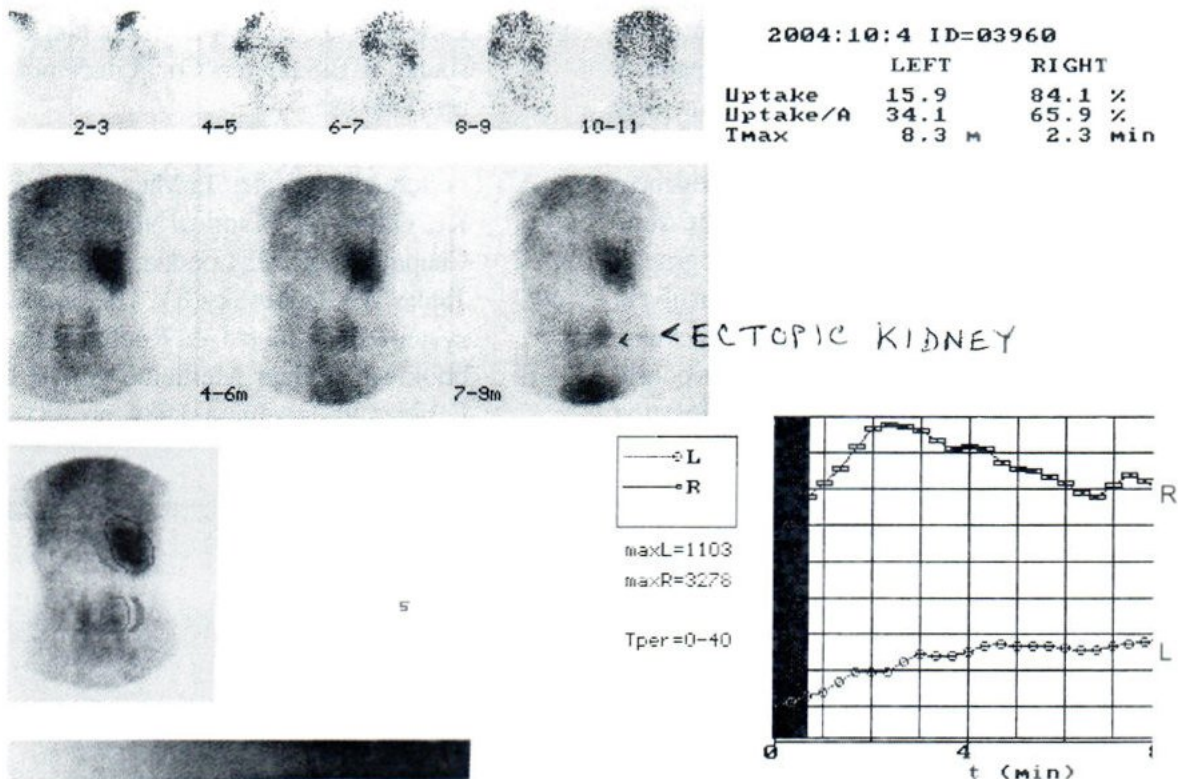 2004:10:4 ID=03960
LEFT RIGHT
Uptake 15.9 84.1 %
Uptake/A 34.1 65.9 %
Tmax 8.3 m 2.3 min
2-3 4-5 6-7 8-9 10-11
4-6m 7-9m
< < ECTOPIC KIDNEY
L
R
maxL=1103
maxR=3278
Tper=0-40
R
L
0 4
t (min)